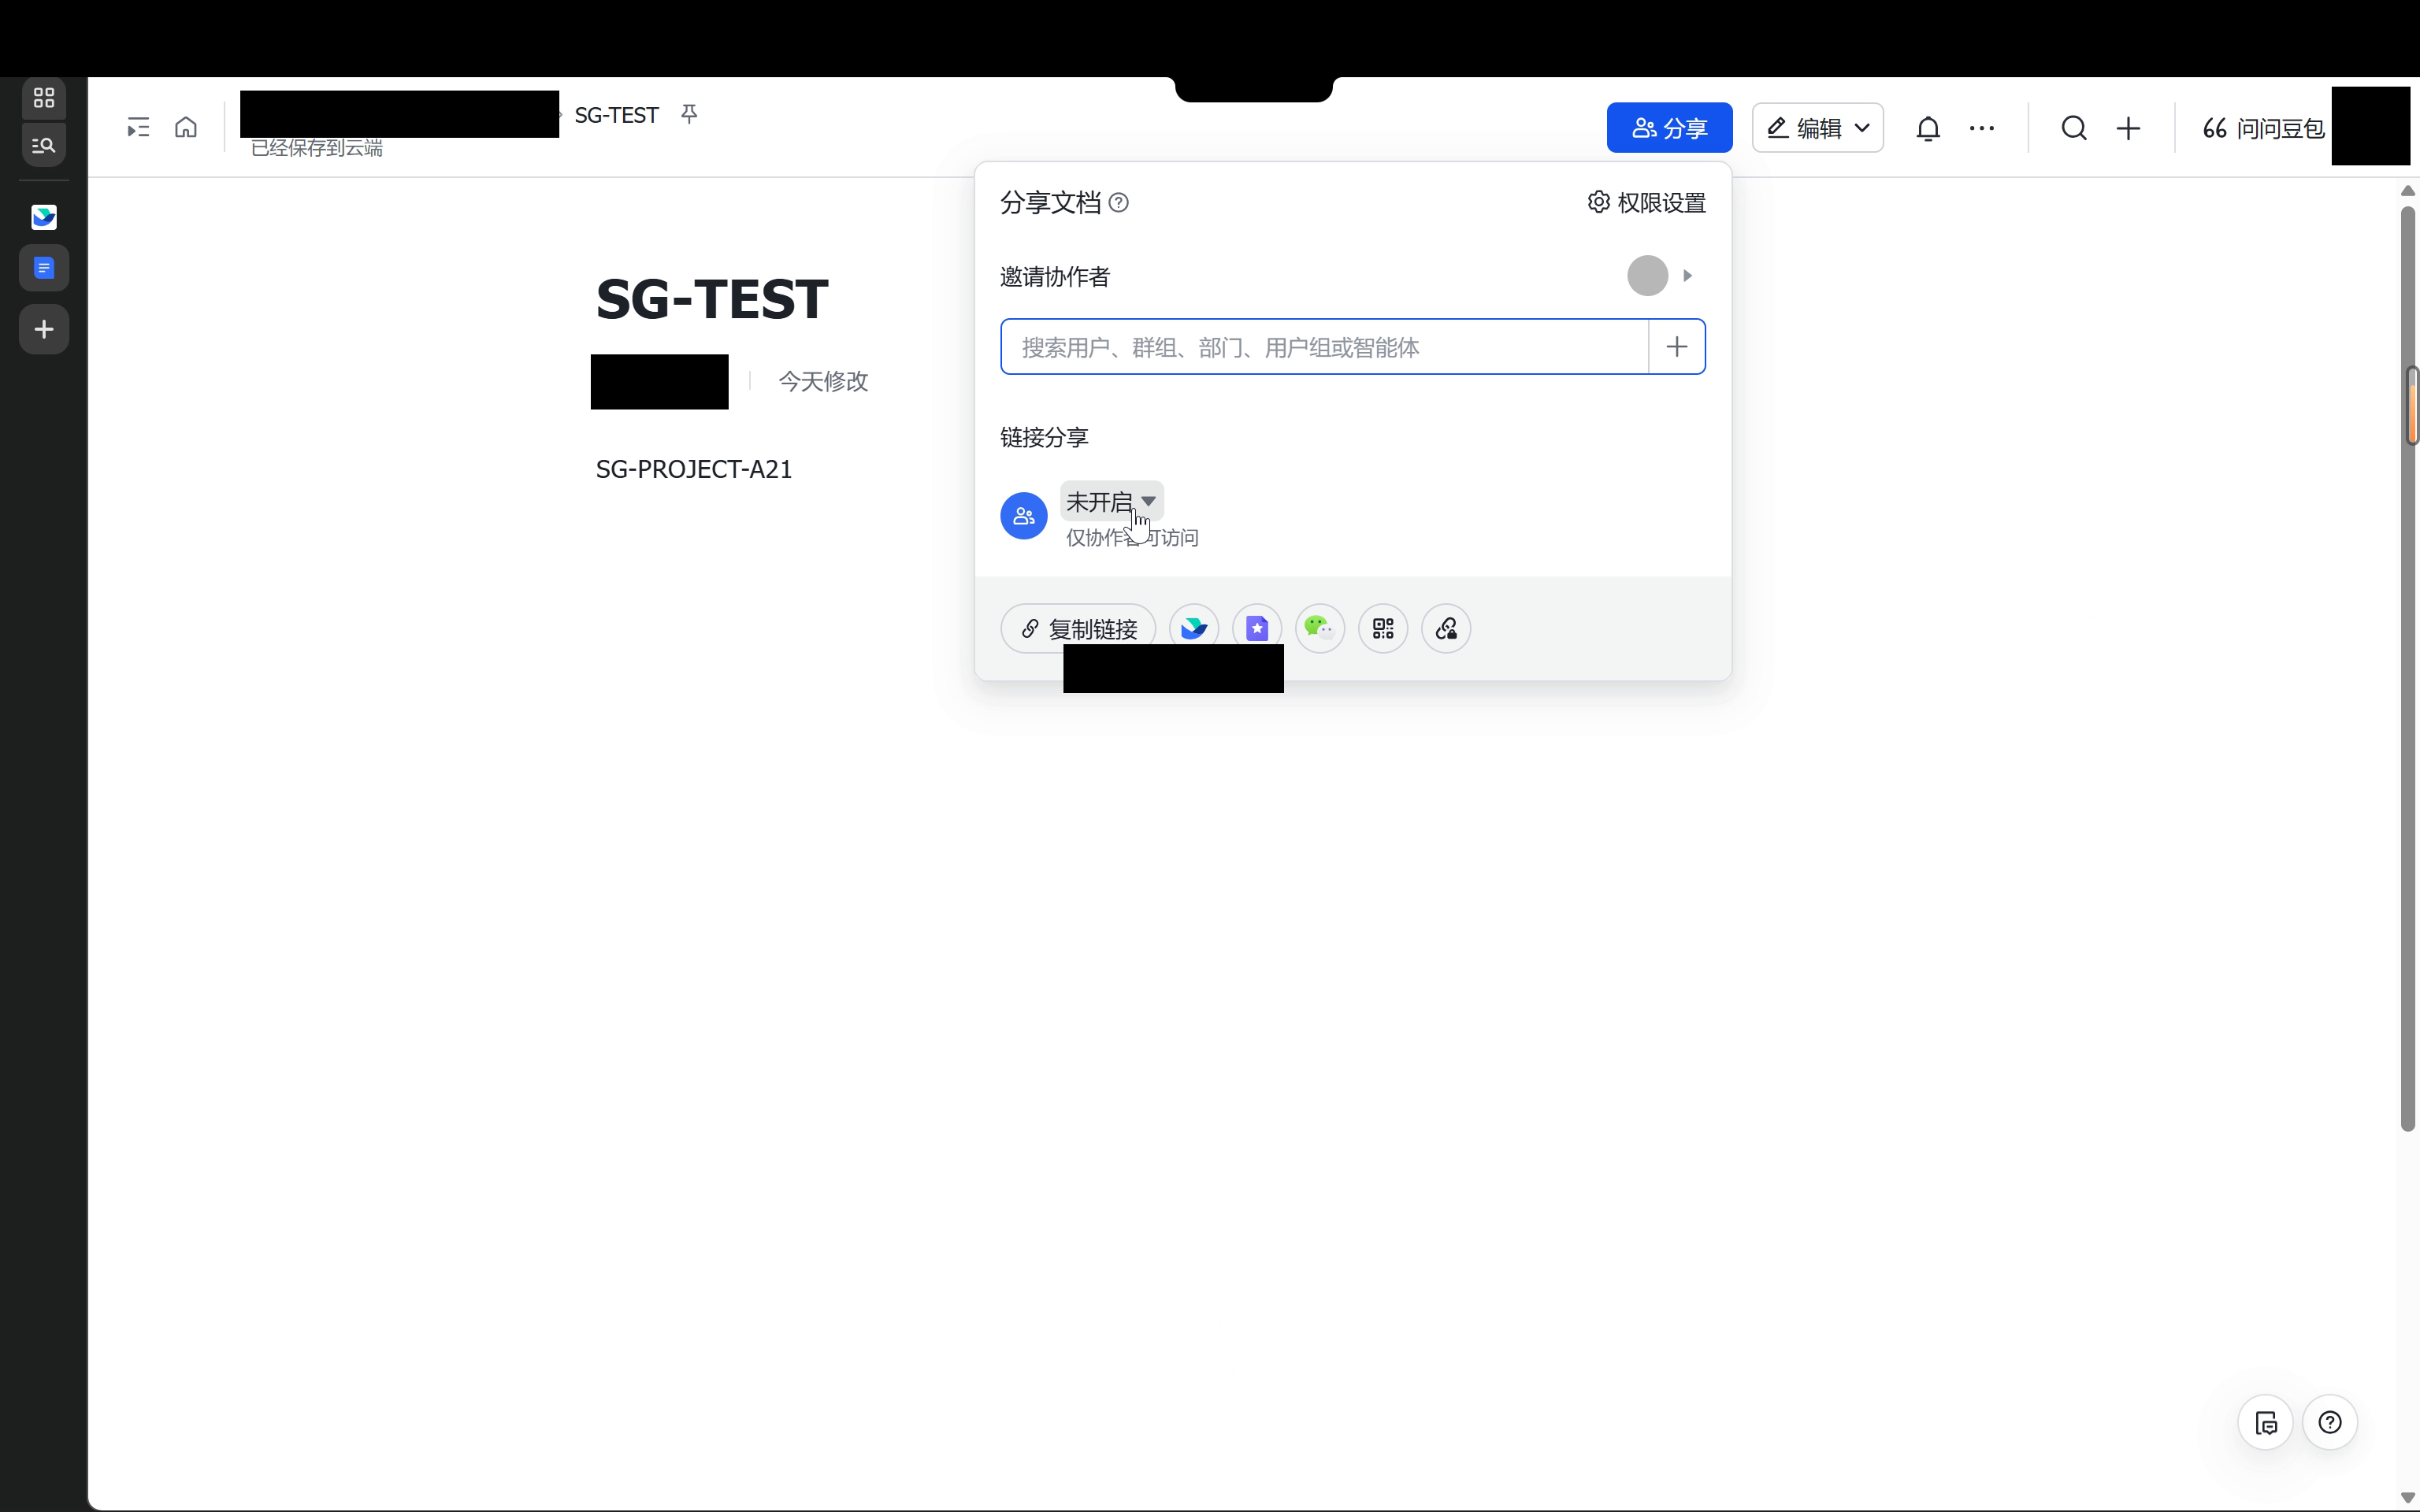 SG-TEST
已经保存到云端
分享
编辑
问问豆包
分享文档
权限设置
邀请协作者
搜索用户、群组、部门、用户组或智能体
链接分享
未开启
仅协作者可访问
复制链接
SG-TEST
今天修改
SG-PROJECT-A21